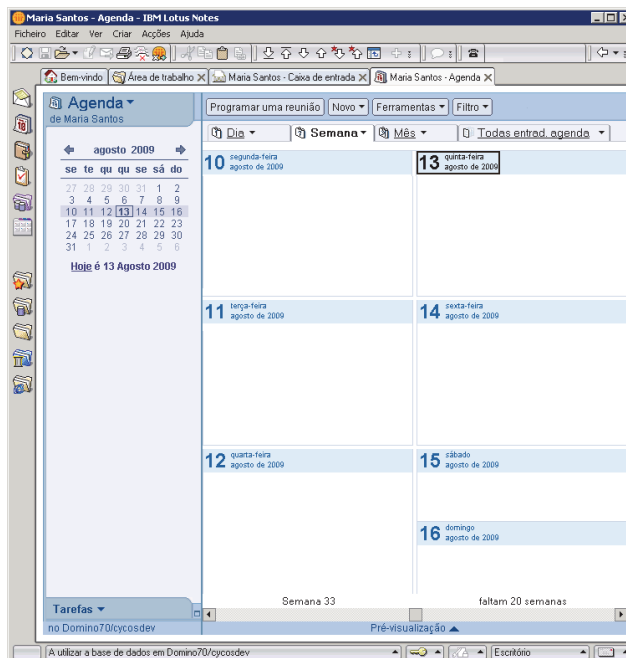 Maria Santos - Agenda - IBM Lotus Notes
Ficheiro Editar Ver Criar Acções Ajuda
Bem-vindo Área de trabalho Maria Santos - Caixa de entrada Maria Santos - Agenda
Agenda
de Maria Santos
Programar uma reunião Novo Ferramentas Filtro
Dia Semana Mês Todas entrad. agenda
agosto 2009
se te qu qu se sá do
27 28 29 30 31 1 2
3 4 5 6 7 8 9
10 11 12 13 14 15 16
17 18 19 20 21 22 23
24 25 26 27 28 29 30
31 1 2 3 4 5 6
Hoje é 13 Agosto 2009
10 segunda-feira
agosto de 2009
13 quinta-feira
agosto de 2009
11 terça-feira
agosto de 2009
14 sexta-feira
agosto de 2009
12 quarta-feira
agosto de 2009
15 sábado
agosto de 2009
16 domingo
agosto de 2009
Semana 33 faltam 20 semanas
Tarefas
no Domino70/cycosdev
Pré-visualização
A utilizar a base de dados em Domino70/cycosdev Escritório